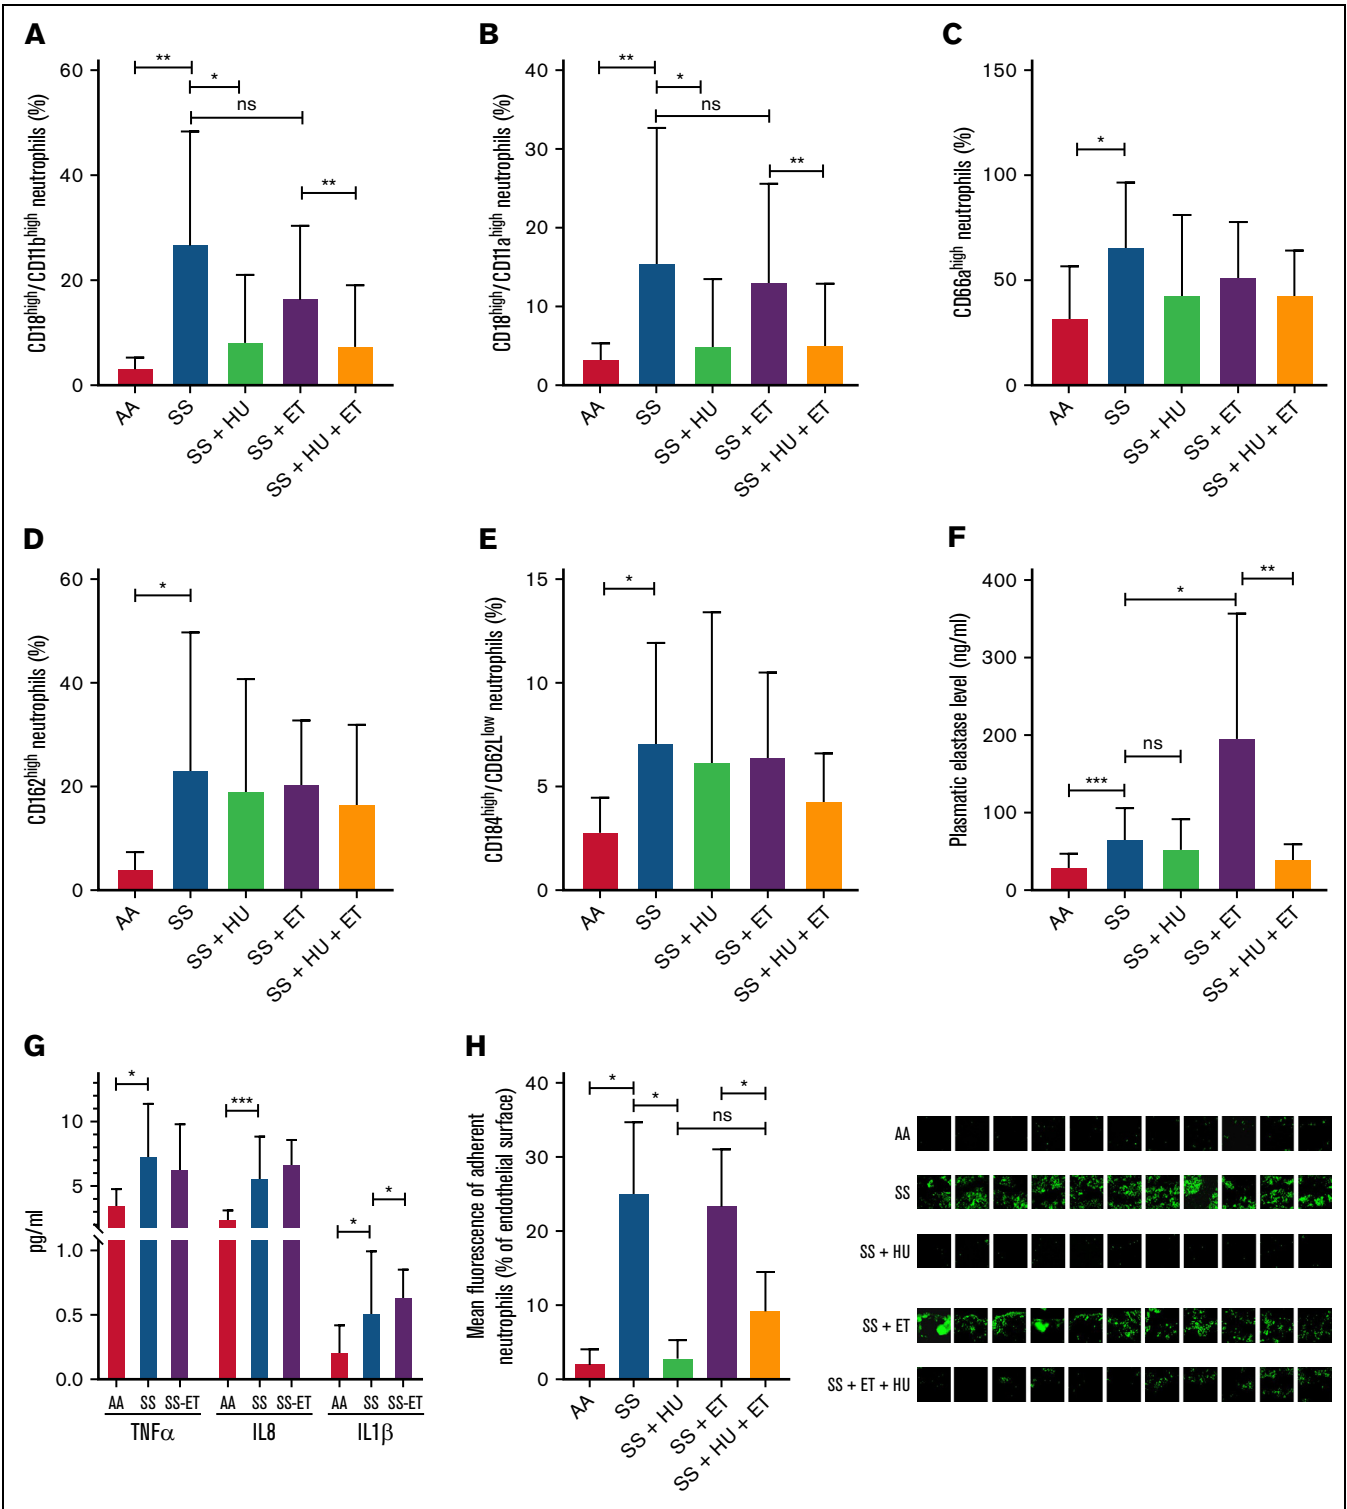 A
CD18high/CD11bhigh neutrophils (%)
60
40
20
0
**
*
ns
**
AA
SS
SS + HU
SS + ET
SS + HU + ET
B
CD18high/CD11ahigh neutrophils (%)
40
30
20
10
0
**
*
ns
**
AA
SS
SS + HU
SS + ET
SS + HU + ET
C
CD66ahigh neutrophils (%)
150
100
50
0
*
AA
SS
SS + HU
SS + ET
SS + HU + ET
D
CD162high neutrophils (%)
60
40
20
0
*
AA
SS
SS + HU
SS + ET
SS + HU + ET
E
CD184high/CD62Llow neutrophils (%)
15
10
5
0
*
AA
SS
SS + HU
SS + ET
SS + HU + ET
F
Plasmatic elastase level (ng/ml)
400
300
200
100
0
***
ns
*
**
AA
SS
SS + HU
SS + ET
SS + HU + ET
G
pg/ml
10
5
1.0
0.5
0.0
*
***
*
*
AA SS SS-ET AA SS SS-ET AA SS SS-ET
TNFα IL8 IL1β
H
Mean fluorescence of adherent
neutrophils (% of endothelial surface)
40
30
20
10
0
*
*
*
ns
AA
SS
SS + HU
SS + ET
SS + HU + ET
AA
SS
SS + HU
SS + ET
SS + ET + HU